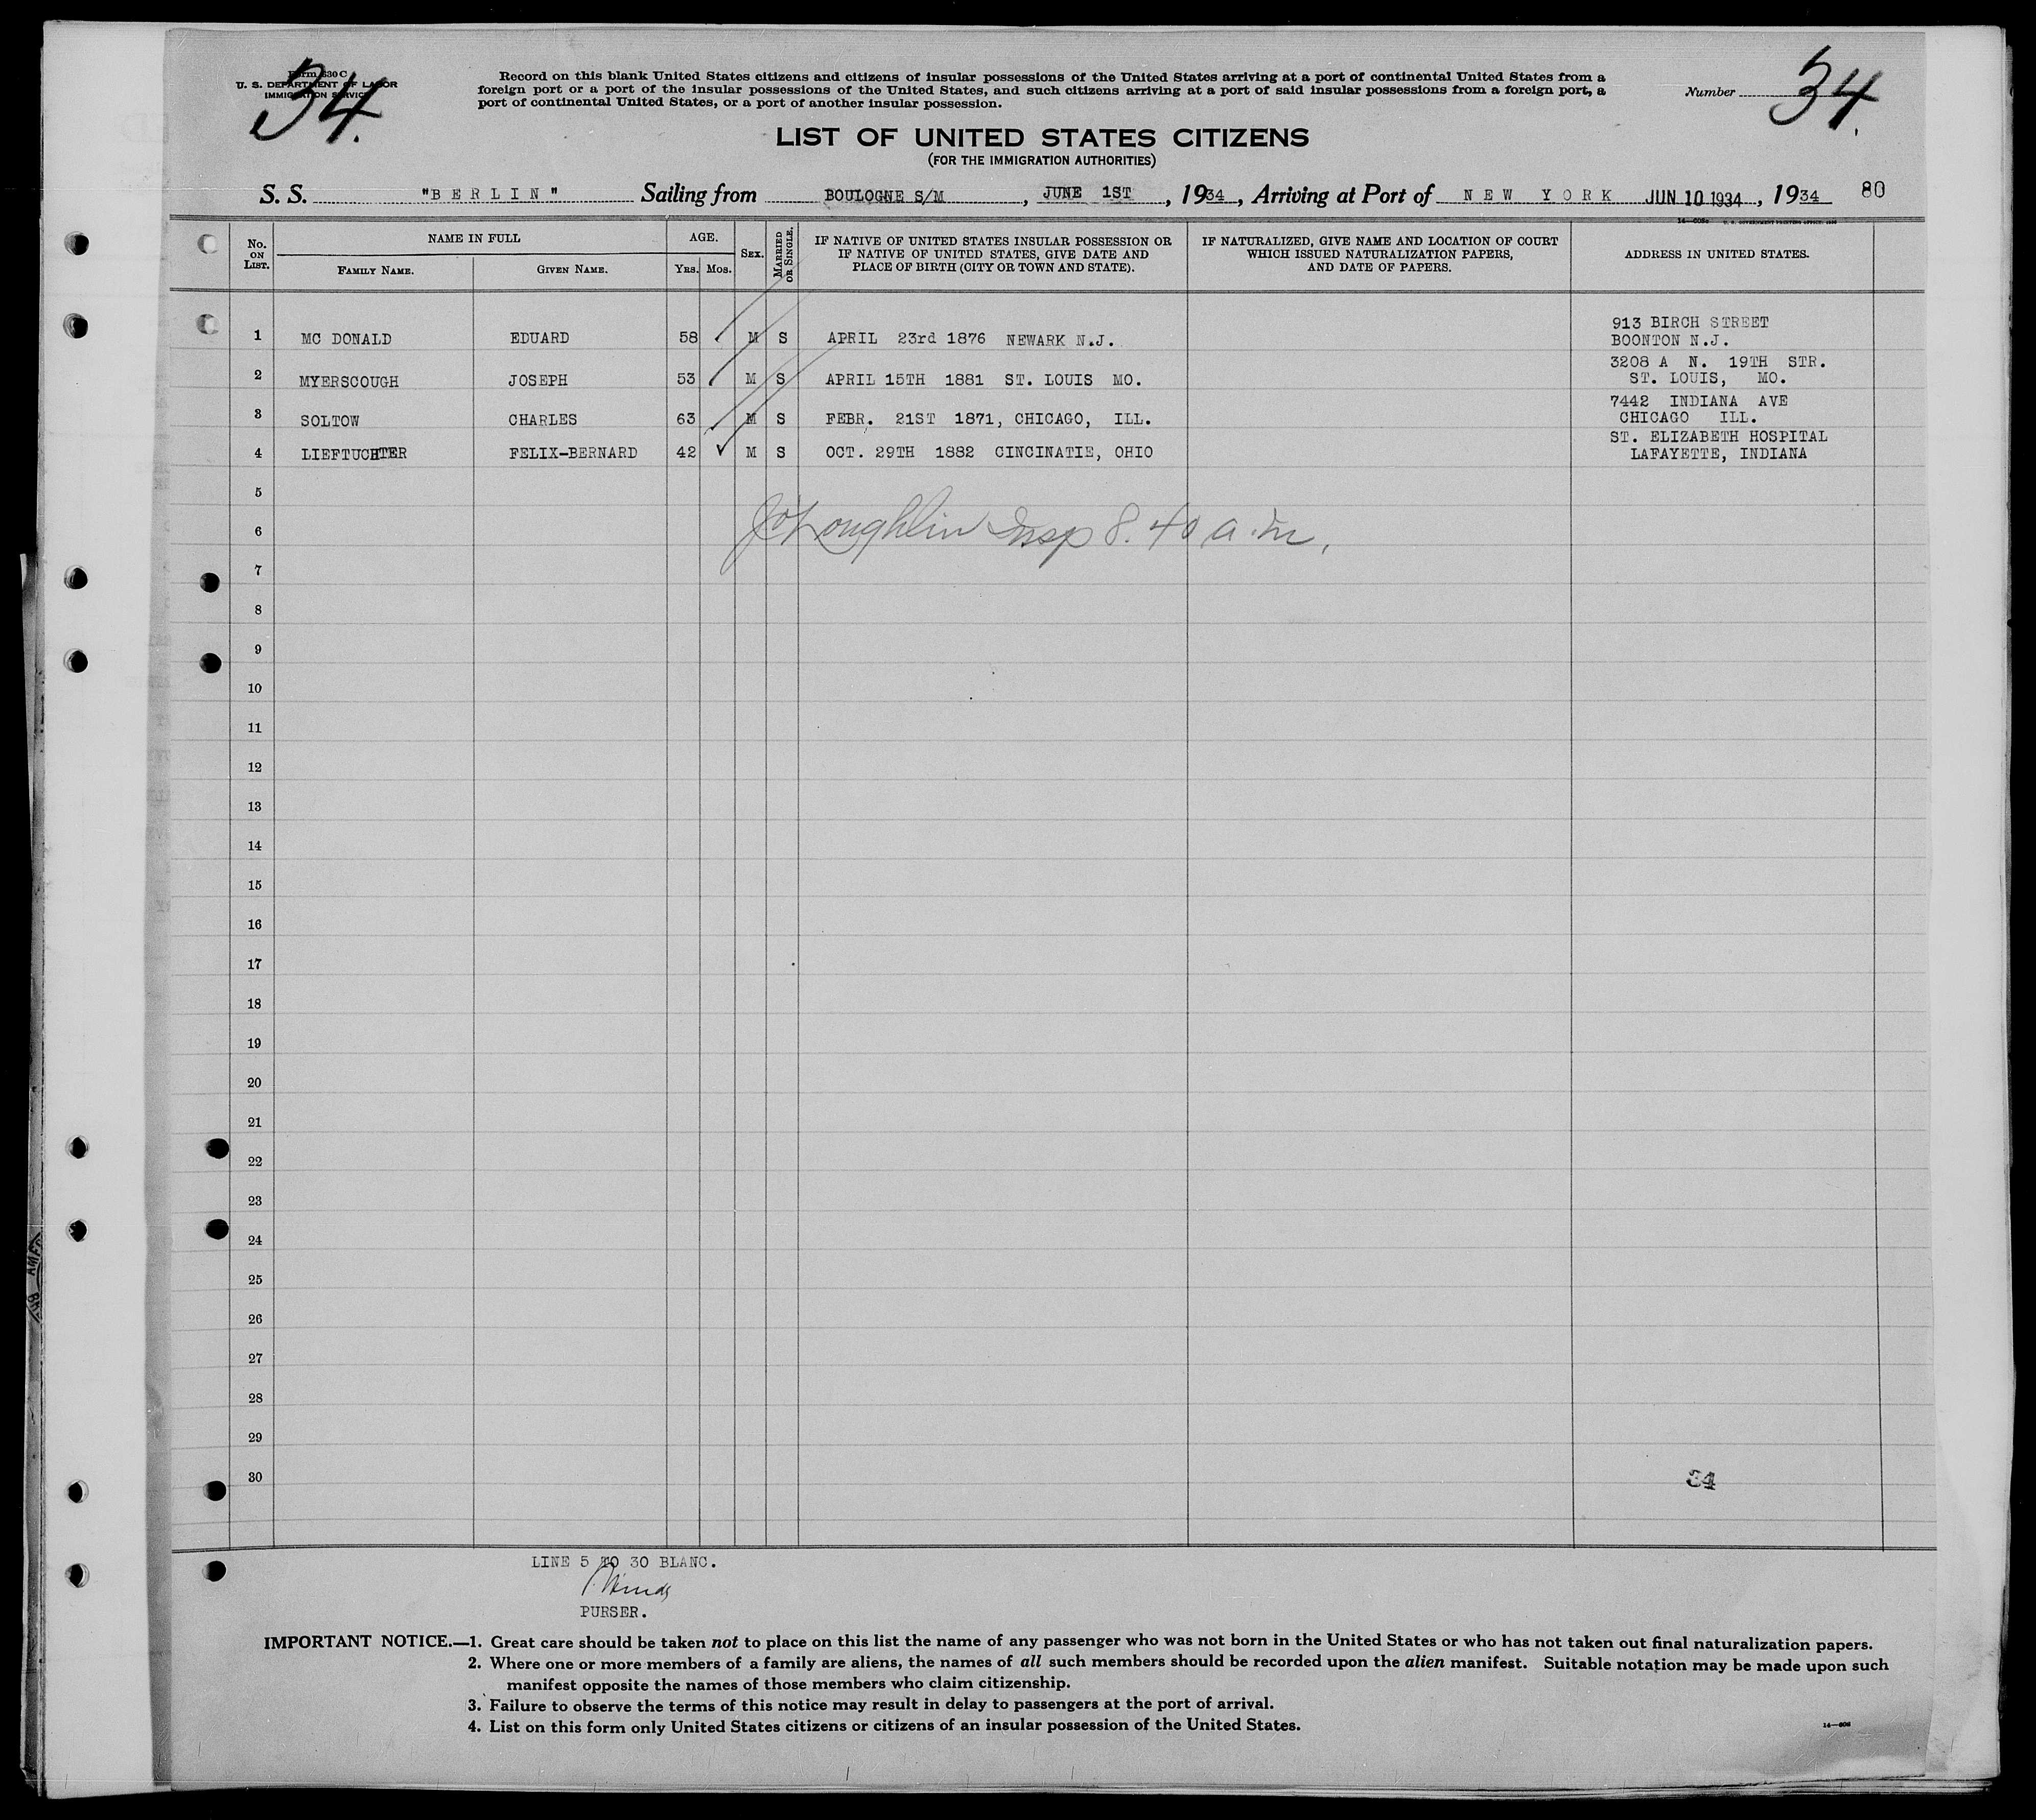 34.
Form 630 C
U. S. DEPARTMENT OF LABOR
IMMIGRATION SERVICE
Record on this blank United States citizens and citizens of insular possessions of the United States arriving at a port of continental United States from a
foreign port or a port of the insular possessions of the United States, and such citizens arriving at a port of said insular possessions from a foreign port, a
port of continental United States, or a port of another insular possession.
Number 34.
LIST OF UNITED STATES CITIZENS
(FOR THE IMMIGRATION AUTHORITIES)
S. S. "BERLIN" Sailing from BOULOGNE S/M, JUNE 1ST, 1934, Arriving at Port of NEW YORK JUN 10 1934, 1934 80
No. ON LIST. NAME IN FULL FAMILY NAME. GIVEN NAME. AGE. Yrs. Mos. SEX. MARRIED OR SINGLE. IF NATIVE OF UNITED STATES INSULAR POSSESSION OR IF NATIVE OF UNITED STATES, GIVE DATE AND PLACE OF BIRTH (CITY OR TOWN AND STATE). IF NATURALIZED, GIVE NAME AND LOCATION OF COURT WHICH ISSUED NATURALIZATION PAPERS, AND DATE OF PAPERS. ADDRESS IN UNITED STATES.
1 MC DONALD EDUARD 58 M S APRIL 23rd 1876 NEWARK N.J. 913 BIRCH STREET BOONTON N.J.
2 MYERSCOUGH JOSEPH 53 M S APRIL 15TH 1881 ST. LOUIS MO. 3208 A N. 19TH STR. ST. LOUIS, MO.
3 SOLTOW CHARLES 63 M S FEBR. 21ST 1871, CHICAGO, ILL. 7442 INDIANA AVE CHICAGO ILL.
4 LIEFTUCHTER FELIX-BERNARD 42 M S OCT. 29TH 1882 CINCINATIE, OHIO ST. ELIZABETH HOSPITAL LAFAYETTE, INDIANA
5
6 Loughlin Insp 8.40 a.m.
7
8
9
10
11
12
13
14
15
16
17
18
19
20
21
22
23
24
25
26
27
28
29
30 34
LINE 5 TO 30 BLANC.
PURSER.
IMPORTANT NOTICE.—1. Great care should be taken not to place on this list the name of any passenger who was not born in the United States or who has not taken out final naturalization papers.
2. Where one or more members of a family are aliens, the names of all such members should be recorded upon the alien manifest. Suitable notation may be made upon such
manifest opposite the names of those members who claim citizenship.
3. Failure to observe the terms of this notice may result in delay to passengers at the port of arrival.
4. List on this form only United States citizens or citizens of an insular possession of the United States.